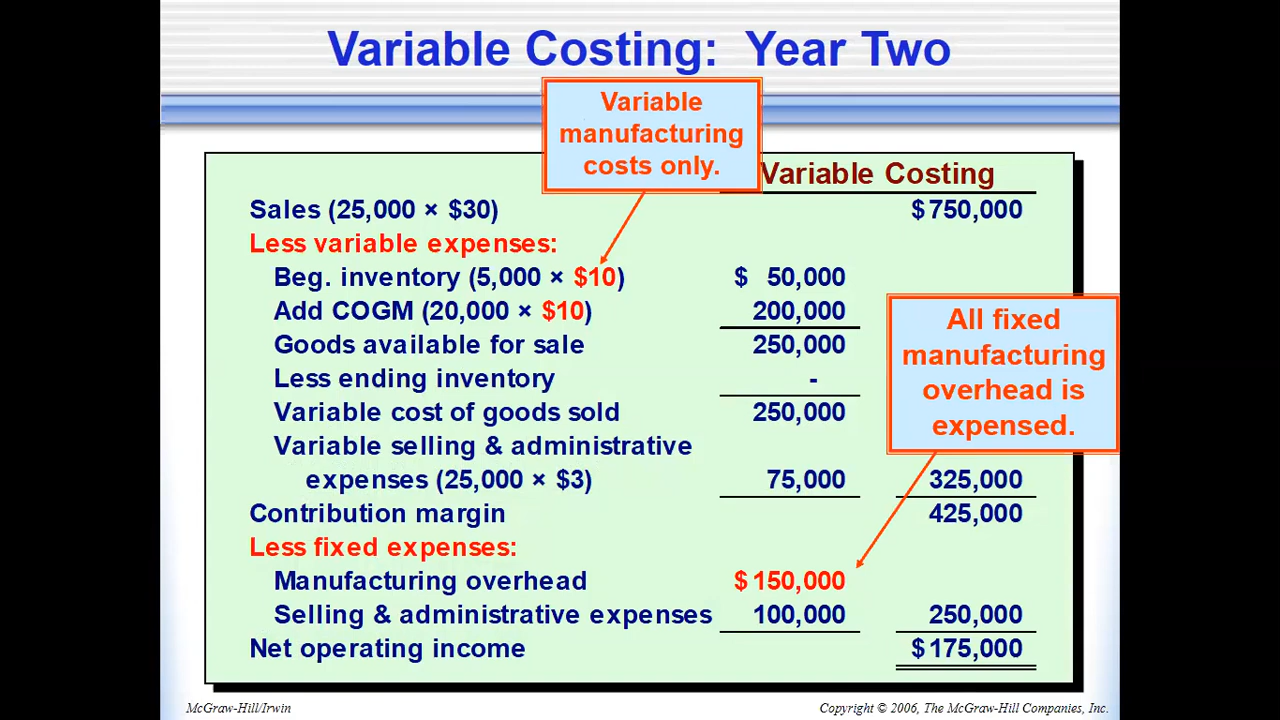 Variable Costing: Year Two
Variable
manufacturing
costs only.
Variable Costing
Sales (25,000 × $30) $ 750,000
Less variable expenses:
Beg. inventory (5,000 × $10) $ 50,000
Add COGM (20,000 × $10) 200,000
Goods available for sale 250,000
Less ending inventory -
Variable cost of goods sold 250,000
Variable selling & administrative
expenses (25,000 × $3) 75,000 325,000
Contribution margin 425,000
Less fixed expenses:
Manufacturing overhead $ 150,000
Selling & administrative expenses 100,000 250,000
Net operating income $ 175,000
All fixed
manufacturing
overhead is
expensed.
McGraw-Hill/Irwin
Copyright © 2006, The McGraw-Hill Companies, Inc.